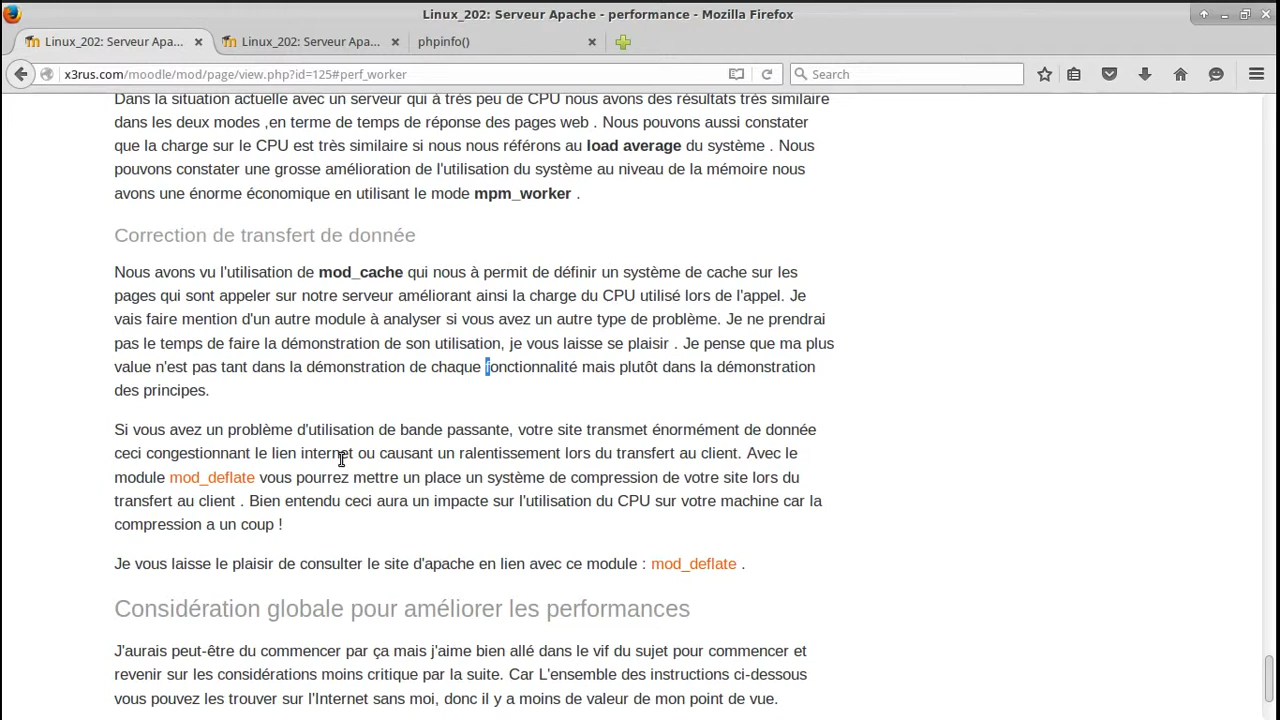 Linux_202: Serveur Apache - performance - Mozilla Firefox
Linux_202: Serveur Apa... Linux_202: Serveur Apa... phpinfo()
x3rus.com/moodle/mod/page/view.php?id=125#perf_worker Search
Dans la situation actuelle avec un serveur qui à très peu de CPU nous avons des résultats très similaire
dans les deux modes ,en terme de temps de réponse des pages web . Nous pouvons aussi constater
que la charge sur le CPU est très similaire si nous nous référons au load average du système . Nous
pouvons constater une grosse amélioration de l'utilisation du système au niveau de la mémoire nous
avons une énorme économique en utilisant le mode mpm_worker .
Correction de transfert de donnée
Nous avons vu l'utilisation de mod_cache qui nous à permit de définir un système de cache sur les
pages qui sont appeler sur notre serveur améliorant ainsi la charge du CPU utilisé lors de l'appel. Je
vais faire mention d'un autre module à analyser si vous avez un autre type de problème. Je ne prendrai
pas le temps de faire la démonstration de son utilisation, je vous laisse se plaisir . Je pense que ma plus
value n'est pas tant dans la démonstration de chaque fonctionnalité mais plutôt dans la démonstration
des principes.
Si vous avez un problème d'utilisation de bande passante, votre site transmet énormément de donnée
ceci congestionnant le lien internet ou causant un ralentissement lors du transfert au client. Avec le
module mod_deflate vous pourrez mettre un place un système de compression de votre site lors du
transfert au client . Bien entendu ceci aura un impacte sur l'utilisation du CPU sur votre machine car la
compression a un coup !
Je vous laisse le plaisir de consulter le site d'apache en lien avec ce module : mod_deflate .
Considération globale pour améliorer les performances
J'aurais peut-être du commencer par ça mais j'aime bien allé dans le vif du sujet pour commencer et
revenir sur les considérations moins critique par la suite. Car L'ensemble des instructions ci-dessous
vous pouvez les trouver sur l'Internet sans moi, donc il y a moins de valeur de mon point de vue.